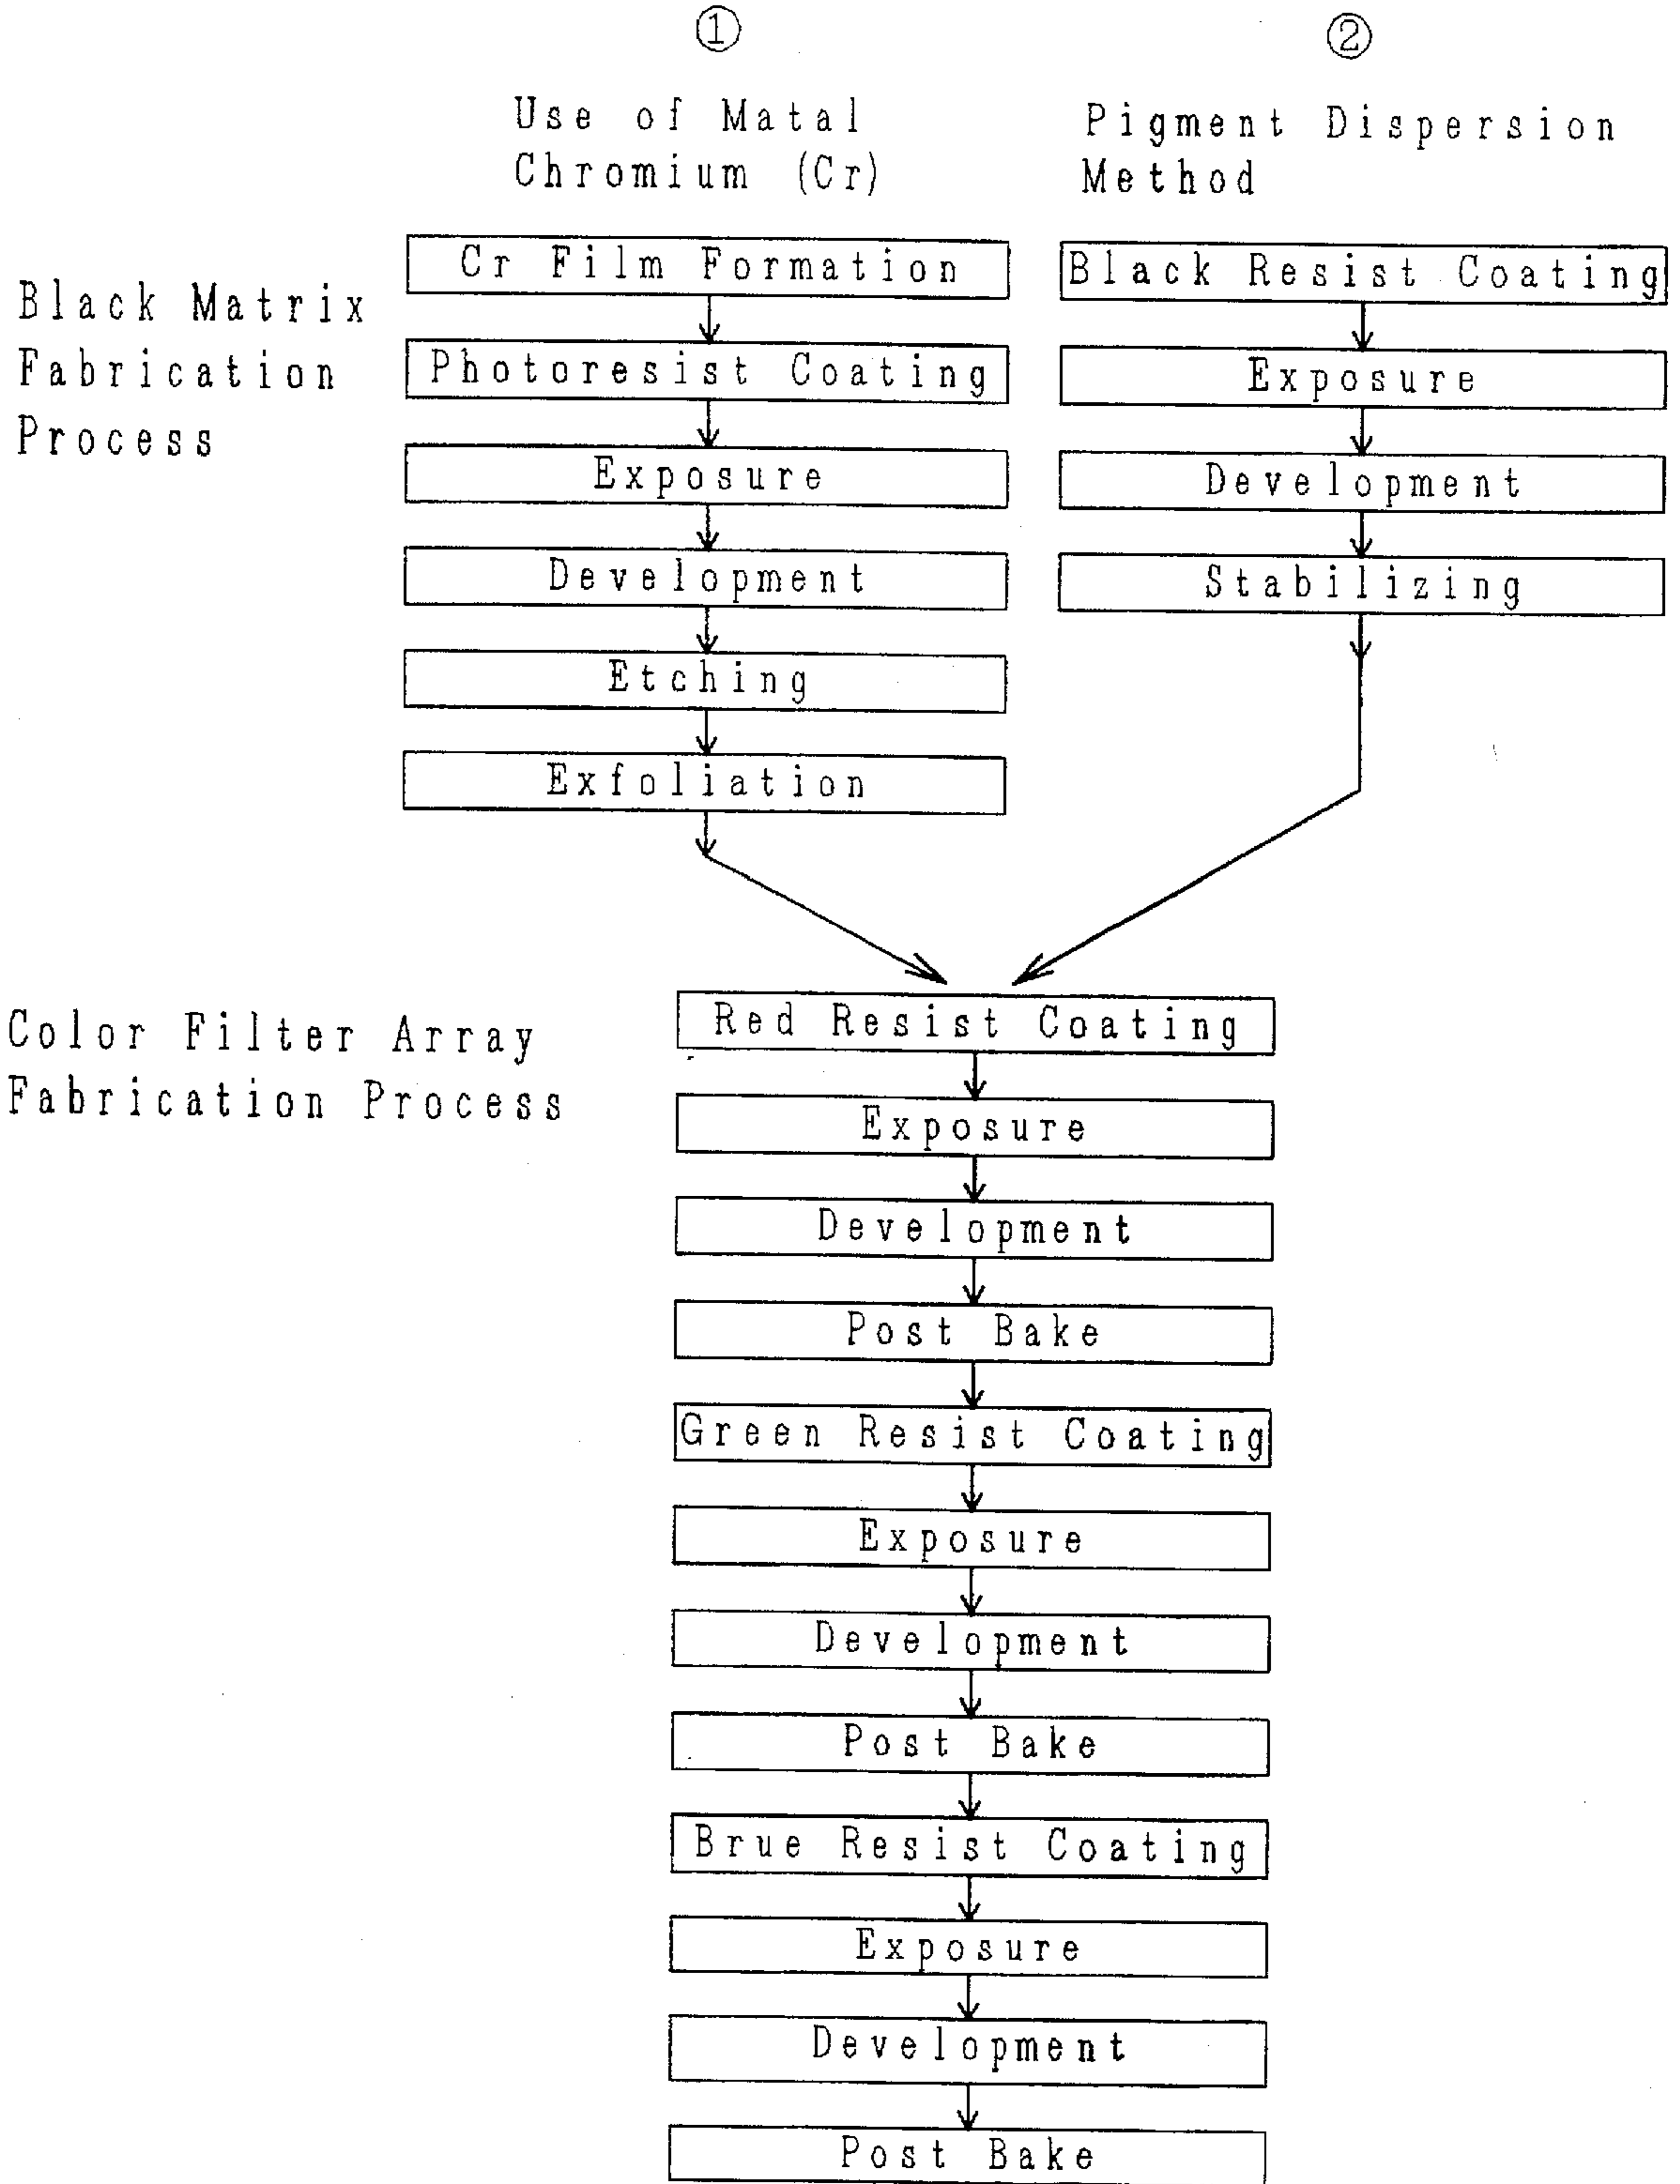 ①
Use of Matal
Chromium (Cr)
②
Pigment Dispersion
Method
Black Matrix
Fabrication
Process
Cr Film Formation
Photoresist Coating
Exposure
Development
Etching
Exfoliation
Black Resist Coating
Exposure
Development
Stabilizing
Color Filter Array
Fabrication Process
Red Resist Coating
Exposure
Development
Post Bake
Green Resist Coating
Exposure
Development
Post Bake
Brue Resist Coating
Exposure
Development
Post Bake